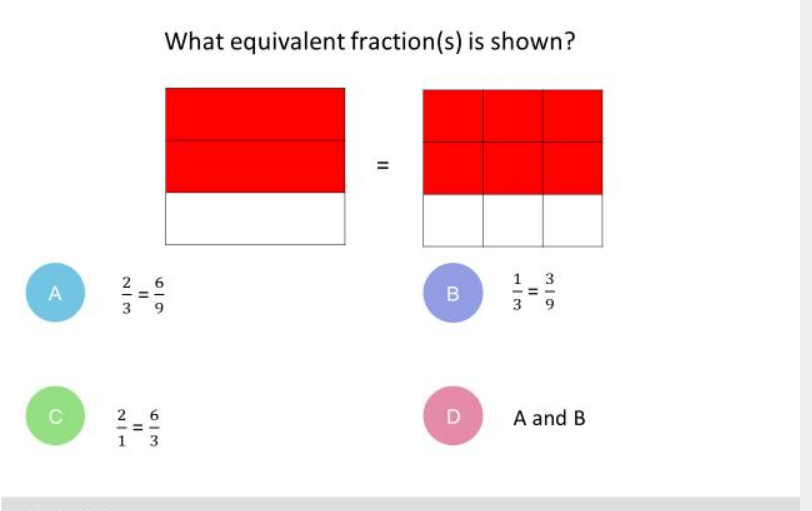 What equivalent fraction(s) is shown?
=
A 2/3 = 6/9
B 1/3 = 3/9
C 2/1 = 6/3
D A and B